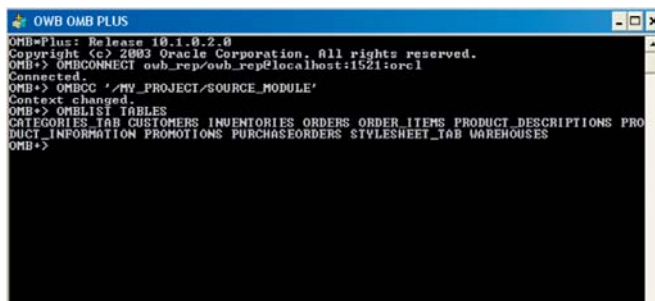 OWB OMB PLUS
OMB*Plus: Release 10.1.0.2.0
Copyright (c) 2003 Oracle Corporation. All rights reserved.
OMB+> OMBCONNECT owb_rep/owb_rep@localhost:1521:orcl
Connected.
OMB+> OMBCC '/MY_PROJECT/SOURCE_MODULE'
Context changed.
OMB+> OMBLIST TABLES
CATEGORIES_TAB CUSTOMERS INVENTORIES ORDERS ORDER_ITEMS PRODUCT_DESCRIPTIONS PRO
DUCT_INFORMATION PROMOTIONS PURCHASEORDERS STYLESHEET_TAB WAREHOUSES
OMB+>